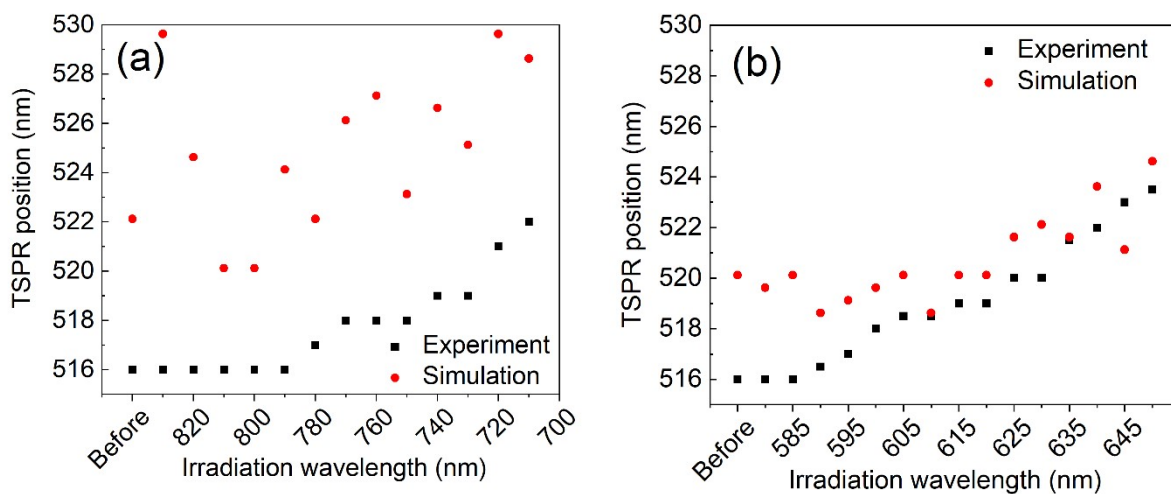 (a)
TSPR position (nm)
530
528
526
524
522
520
518
516
Experiment
Simulation
Before
820
800
780
760
740
720
700
Irradiation wavelength (nm)
(b)
TSPR position (nm)
530
528
526
524
522
520
518
516
Experiment
Simulation
Before
585
595
605
615
625
635
645
Irradiation wavelength (nm)